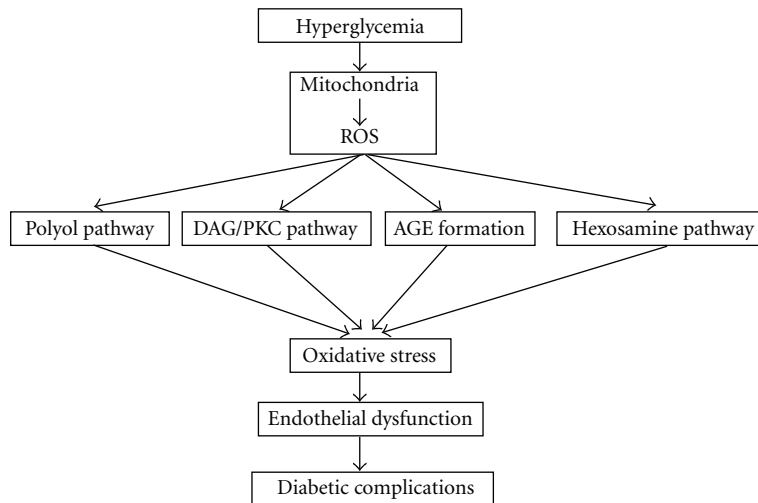 Hyperglycemia
Mitochondria
ROS
Polyol pathway
DAG/PKC pathway
AGE formation
Hexosamine pathway
Oxidative stress
Endothelial dysfunction
Diabetic complications